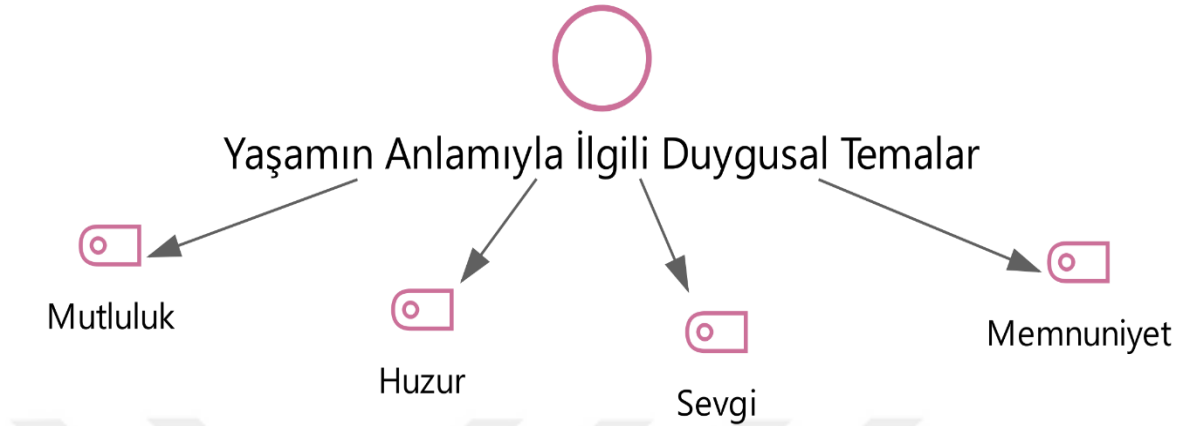 Yaşamın Anlamıyla İlgili Duygusal Temalar
Mutluluk
Huzur
Sevgi
Memnuniyet